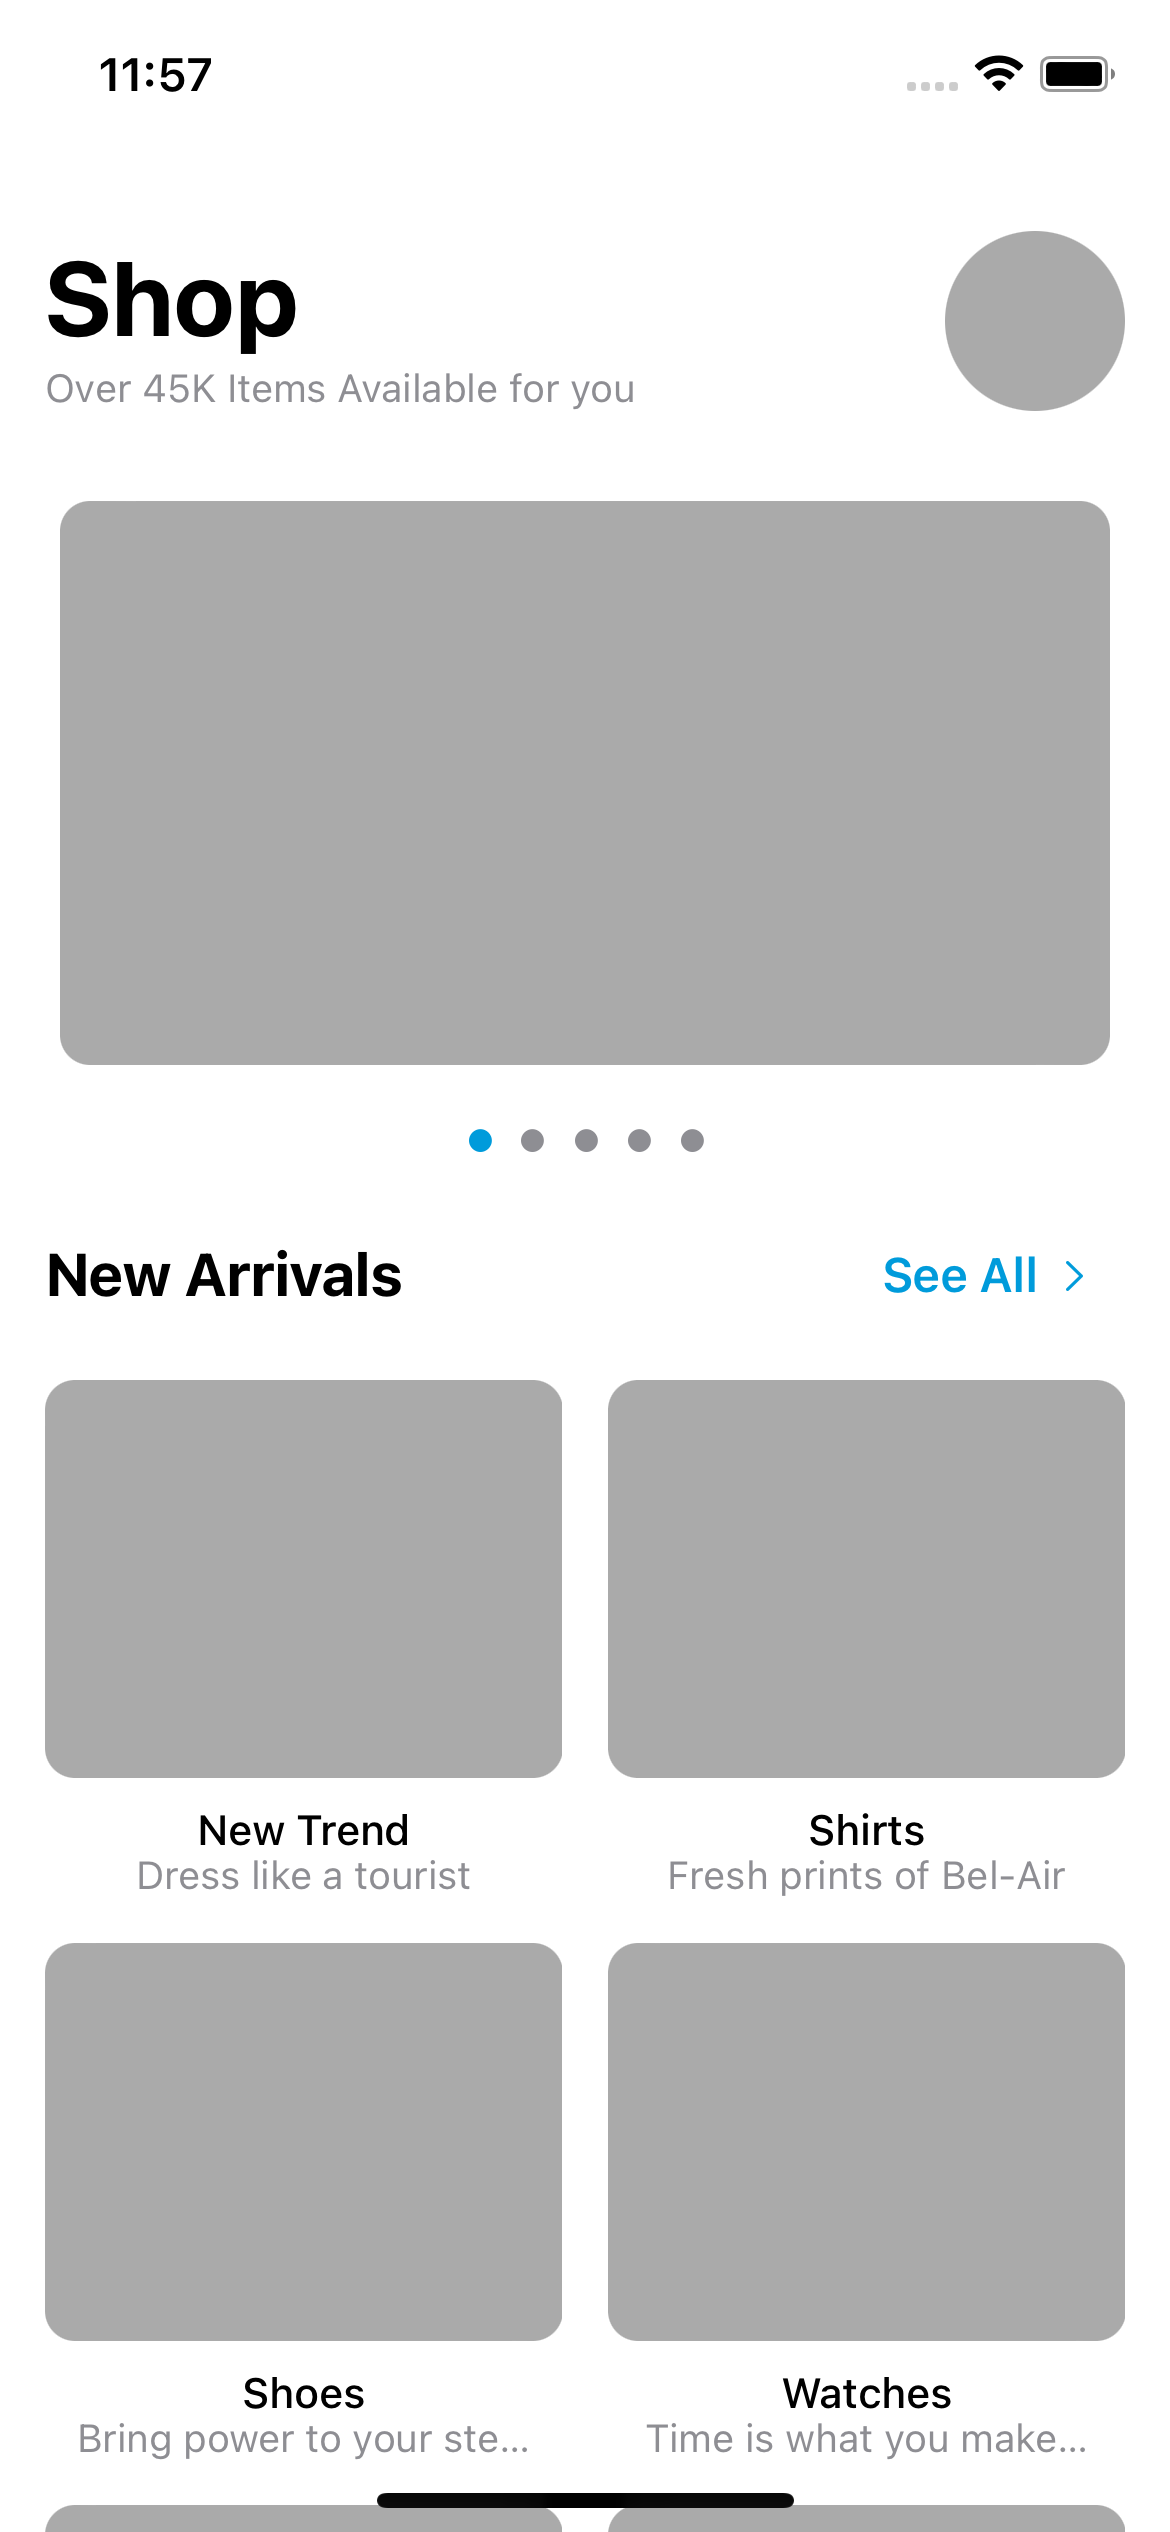 11:57
Shop
Over 45K Items Available for you
New Arrivals
See All
New Trend
Dress like a tourist
Shirts
Fresh prints of Bel-Air
Shoes
Bring power to your ste...
Watches
Time is what you make...